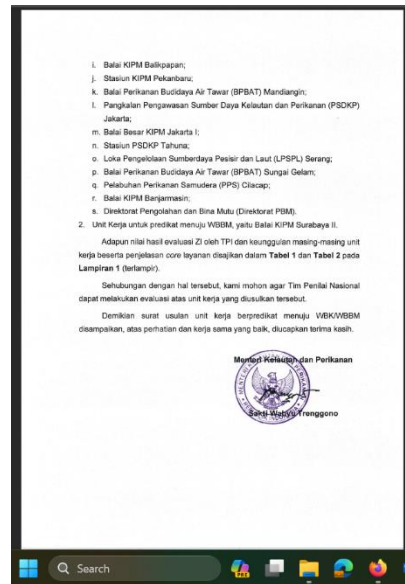 i. Balai KIPM Balikpapan;
j. Stasiun KIPM Pekanbaru;
k. Balai Perikanan Budidaya Air Tawar (BPBAT) Mandiangin;
l. Pangkalan Pengawasan Sumber Daya Kelautan dan Perikanan (PSDKP)
Jakarta;
m. Balai Besar KIPM Jakarta I;
n. Stasiun PSDKP Tahuna;
o. Loka Pengelolaan Sumberdaya Pesisir dan Laut (LPSPL) Serang;
p. Balai Perikanan Budidaya Air Tawar (BPBAT) Sungai Gelam;
q. Pelabuhan Perikanan Samudera (PPS) Cilacap;
r. Balai KIPM Banjarmasin;
s. Direktorat Pengolahan dan Bina Mutu (Direktorat PBM).
2. Unit Kerja untuk predikat menuju WBBM, yaitu Balai KIPM Surabaya II.
Adapun nilai hasil evaluasi ZI oleh TPI dan keunggulan masing-masing unit
kerja beserta penjelasan core layanan disajikan dalam Tabel 1 dan Tabel 2 pada
Lampiran 1 (terlampir).
Sehubungan dengan hal tersebut, kami mohon agar Tim Penilai Nasional
dapat melakukan evaluasi atas unit kerja yang diusulkan tersebut.
Demikian surat usulan unit kerja berpredikat menuju WBK/WBBM
disampaikan, atas perhatian dan kerja sama yang baik, diucapkan terima kasih.
Menteri Kelautan dan Perikanan
Sakti Wahyu Trenggono
Search